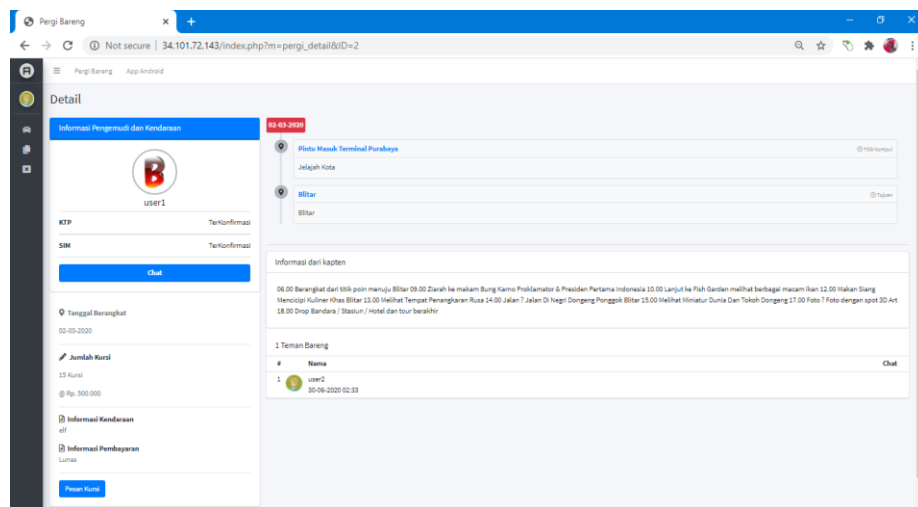 Pergi Bareng
Not secure | 34.101.72.143/index.php?m=pergi_detail&ID=2
Pergi Bareng App Android
Detail
Informasi Pengemudi dan Kendaraan
B
user1
KTP TerKonfirmasi
SIM TerKonfirmasi
Chat
Tanggal Berangkat
02-03-2020
Jumlah Kursi
15 Kursi
@ Rp. 500.000
Informasi Kendaraan
elf
Informasi Pembayaran
Lunas
Pesan Kursi
02-03-2020
Pintu Masuk Terminal Purabaya Titik Kumpul
Jelajah Kota
Blitar Tujuan
Blitar
Informasi dari kapten
06.00 Berangkat dari titik poin menuju Blitar 09.00 Ziarah ke makam Bung Karno Proklamator & Presiden Pertama Indonesia 10.00 Lanjut ke Fish Garden melihat berbagai macam ikan 12.00 Makan Siang
Mencicipi Kuliner Khas Blitar 13.00 Melihat Tempat Penangkaran Rusa 14.00 Jalan ? Jalan Di Negri Dongeng Ponggok Blitar 15.00 Melihat Miniatur Dunia Dan Tokoh Dongeng 17.00 Foto ? Foto dengan spot 3D Art
18.00 Drop Bandara / Stasiun / Hotel dan tour berakhir
1 Teman Bareng
# Nama Chat
1 user2
30-06-2020 02:33